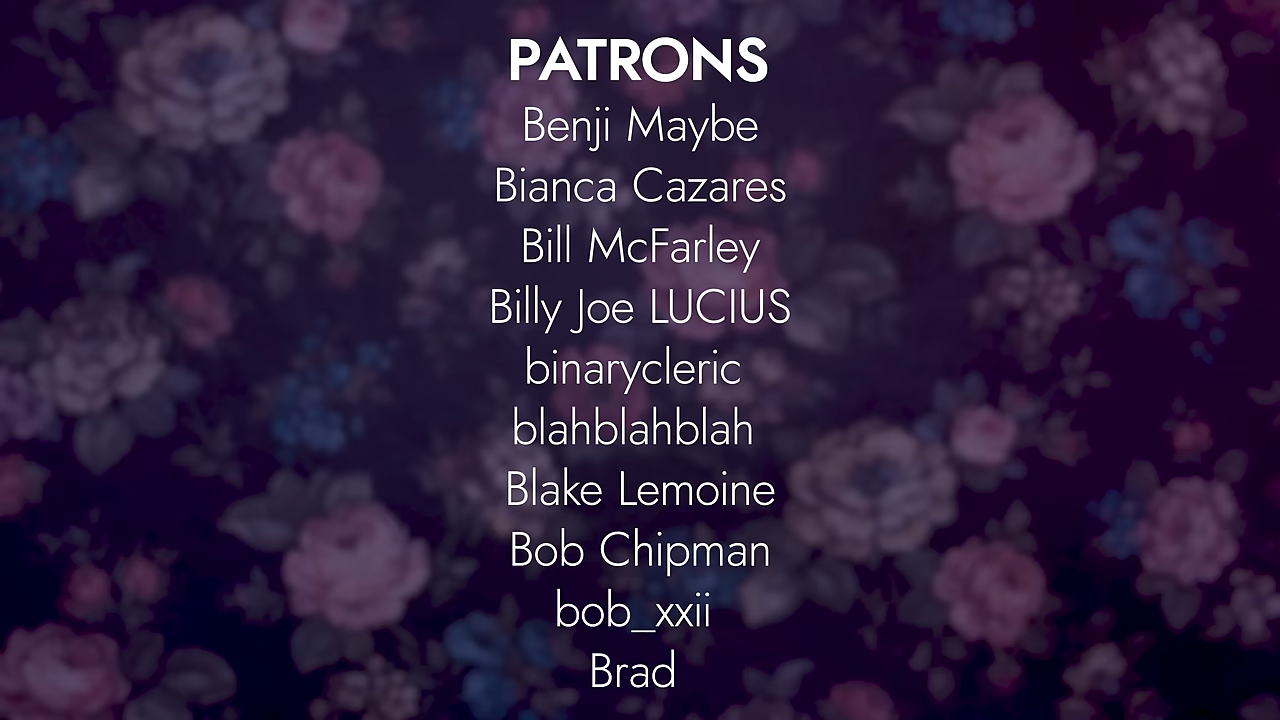 PATRONS
Benji Maybe
Bianca Cazares
Bill McFarley
Billy Joe LUCIUS
binarycleric
blahblahblah
Blake Lemoine
Bob Chipman
bob_xxii
Brad